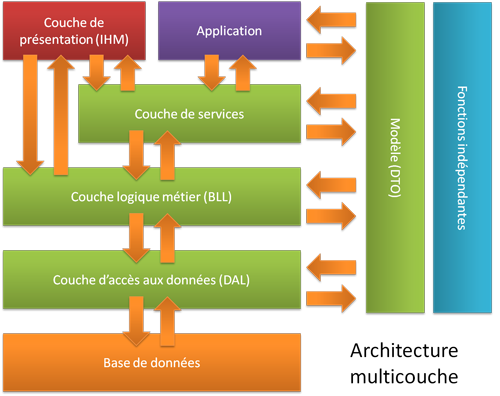 Couche de
présentation (IHM)
Application
Couche de services
Couche logique métier (BLL)
Couche d'accès aux données (DAL)
Base de données
Modèle (DTO)
Fonctions indépendantes
Architecture
multicouche